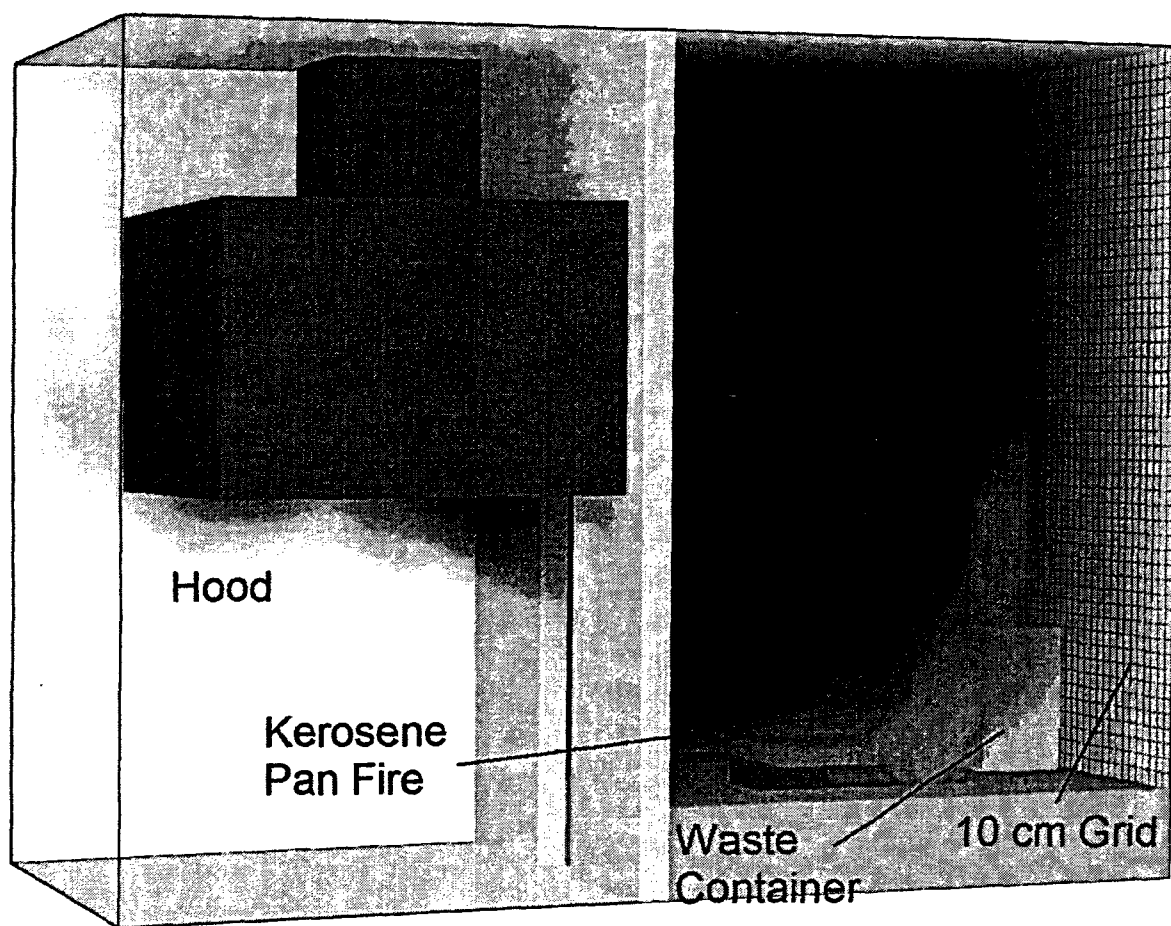 Hood
Kerosene
Pan Fire
Waste
Container
10 cm Grid